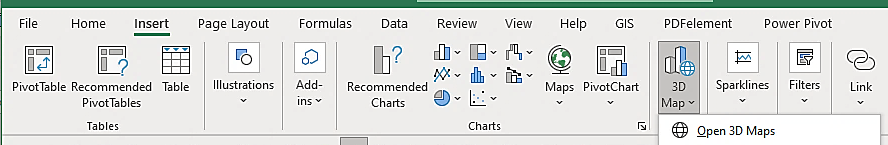 File Home Insert Page Layout Formulas Data Review View Help GIS PDFelement Power Pivot
PivotTable
Recommended
PivotTables
Table
Tables
Illustrations
Add-
ins
Recommended
Charts
Maps
PivotChart
Charts
3D
Map
Sparklines
Filters
Link
Open 3D Maps